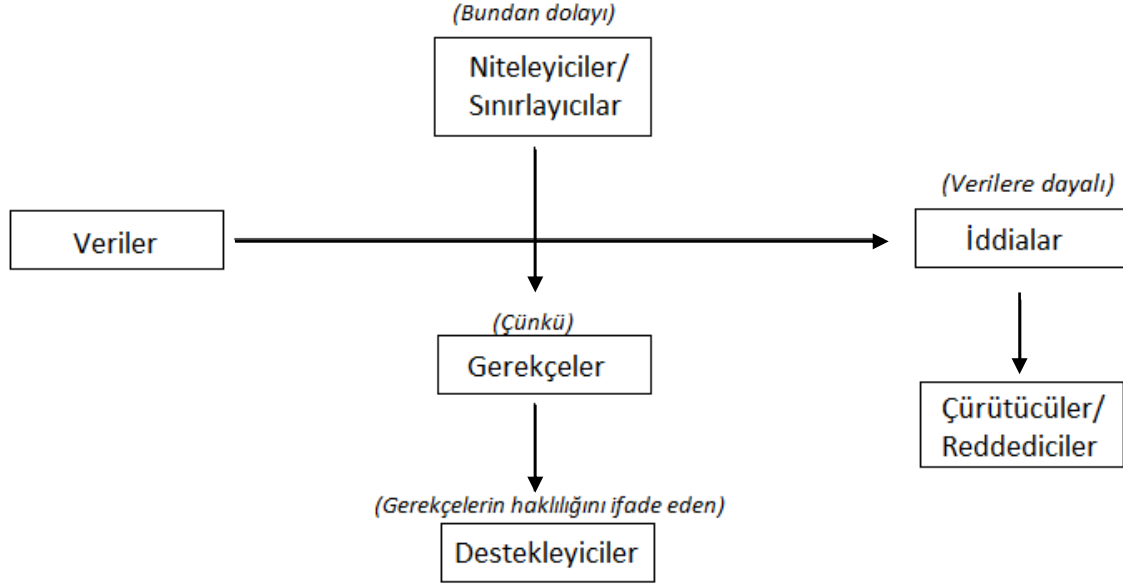 (Bundan dolayı)
Niteleyiciler/
Sınırlayıcılar
(Verilere dayalı)
Veriler
İddialar
(Çünkü)
Gerekçeler
Çürütücüler/
Reddediciler
(Gerekçelerin haklılığını ifade eden)
Destekleyiciler